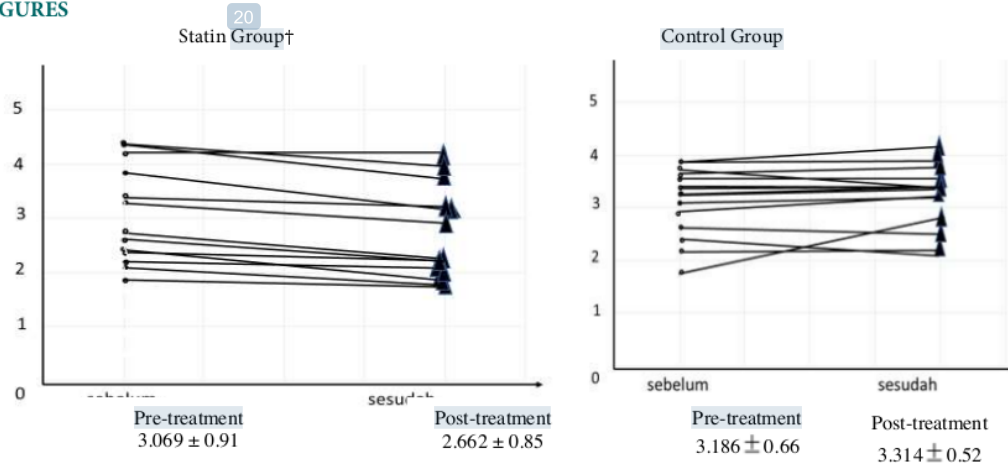 GURES
20
Statin Group†
Control Group
5
4
3
2
1
0
5
4
3
2
1
0
sebelum
sesudah
Pre-treatment
3.069 ± 0.91
Post-treatment
2.662 ± 0.85
Pre-treatment
3.186 ± 0.66
Post-treatment
3.314 ± 0.52